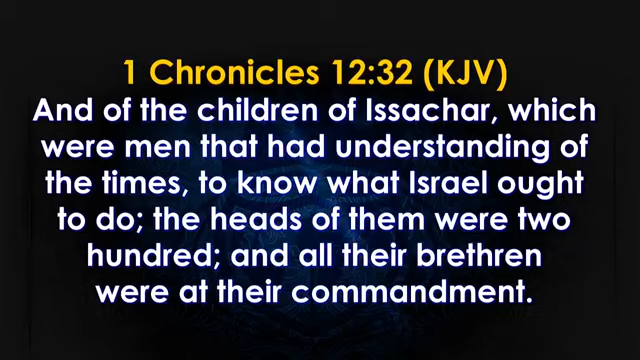 1 Chronicles 12:32 (KJV)
And of the children of Issachar, which
were men that had understanding of
the times, to know what Israel ought
to do; the heads of them were two
hundred; and all their brethren
were at their commandment.